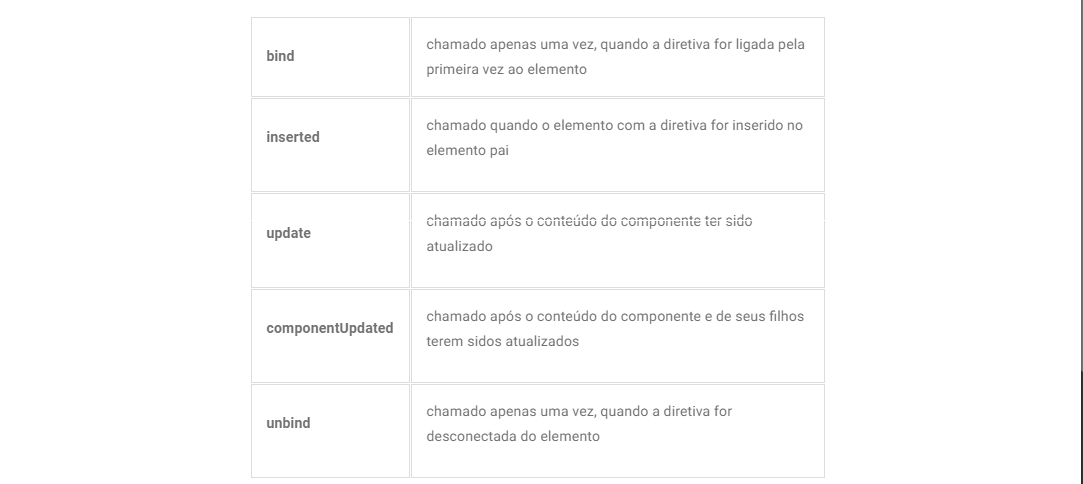 bind
chamado apenas uma vez, quando a diretiva for ligada pela
primeira vez ao elemento
inserted
chamado quando o elemento com a diretiva for inserido no
elemento pai
update
chamado após o conteúdo do componente ter sido
atualizado
componentUpdated
chamado após o conteúdo do componente e de seus filhos
terem sidos atualizados
unbind
chamado apenas uma vez, quando a diretiva for
desconectada do elemento